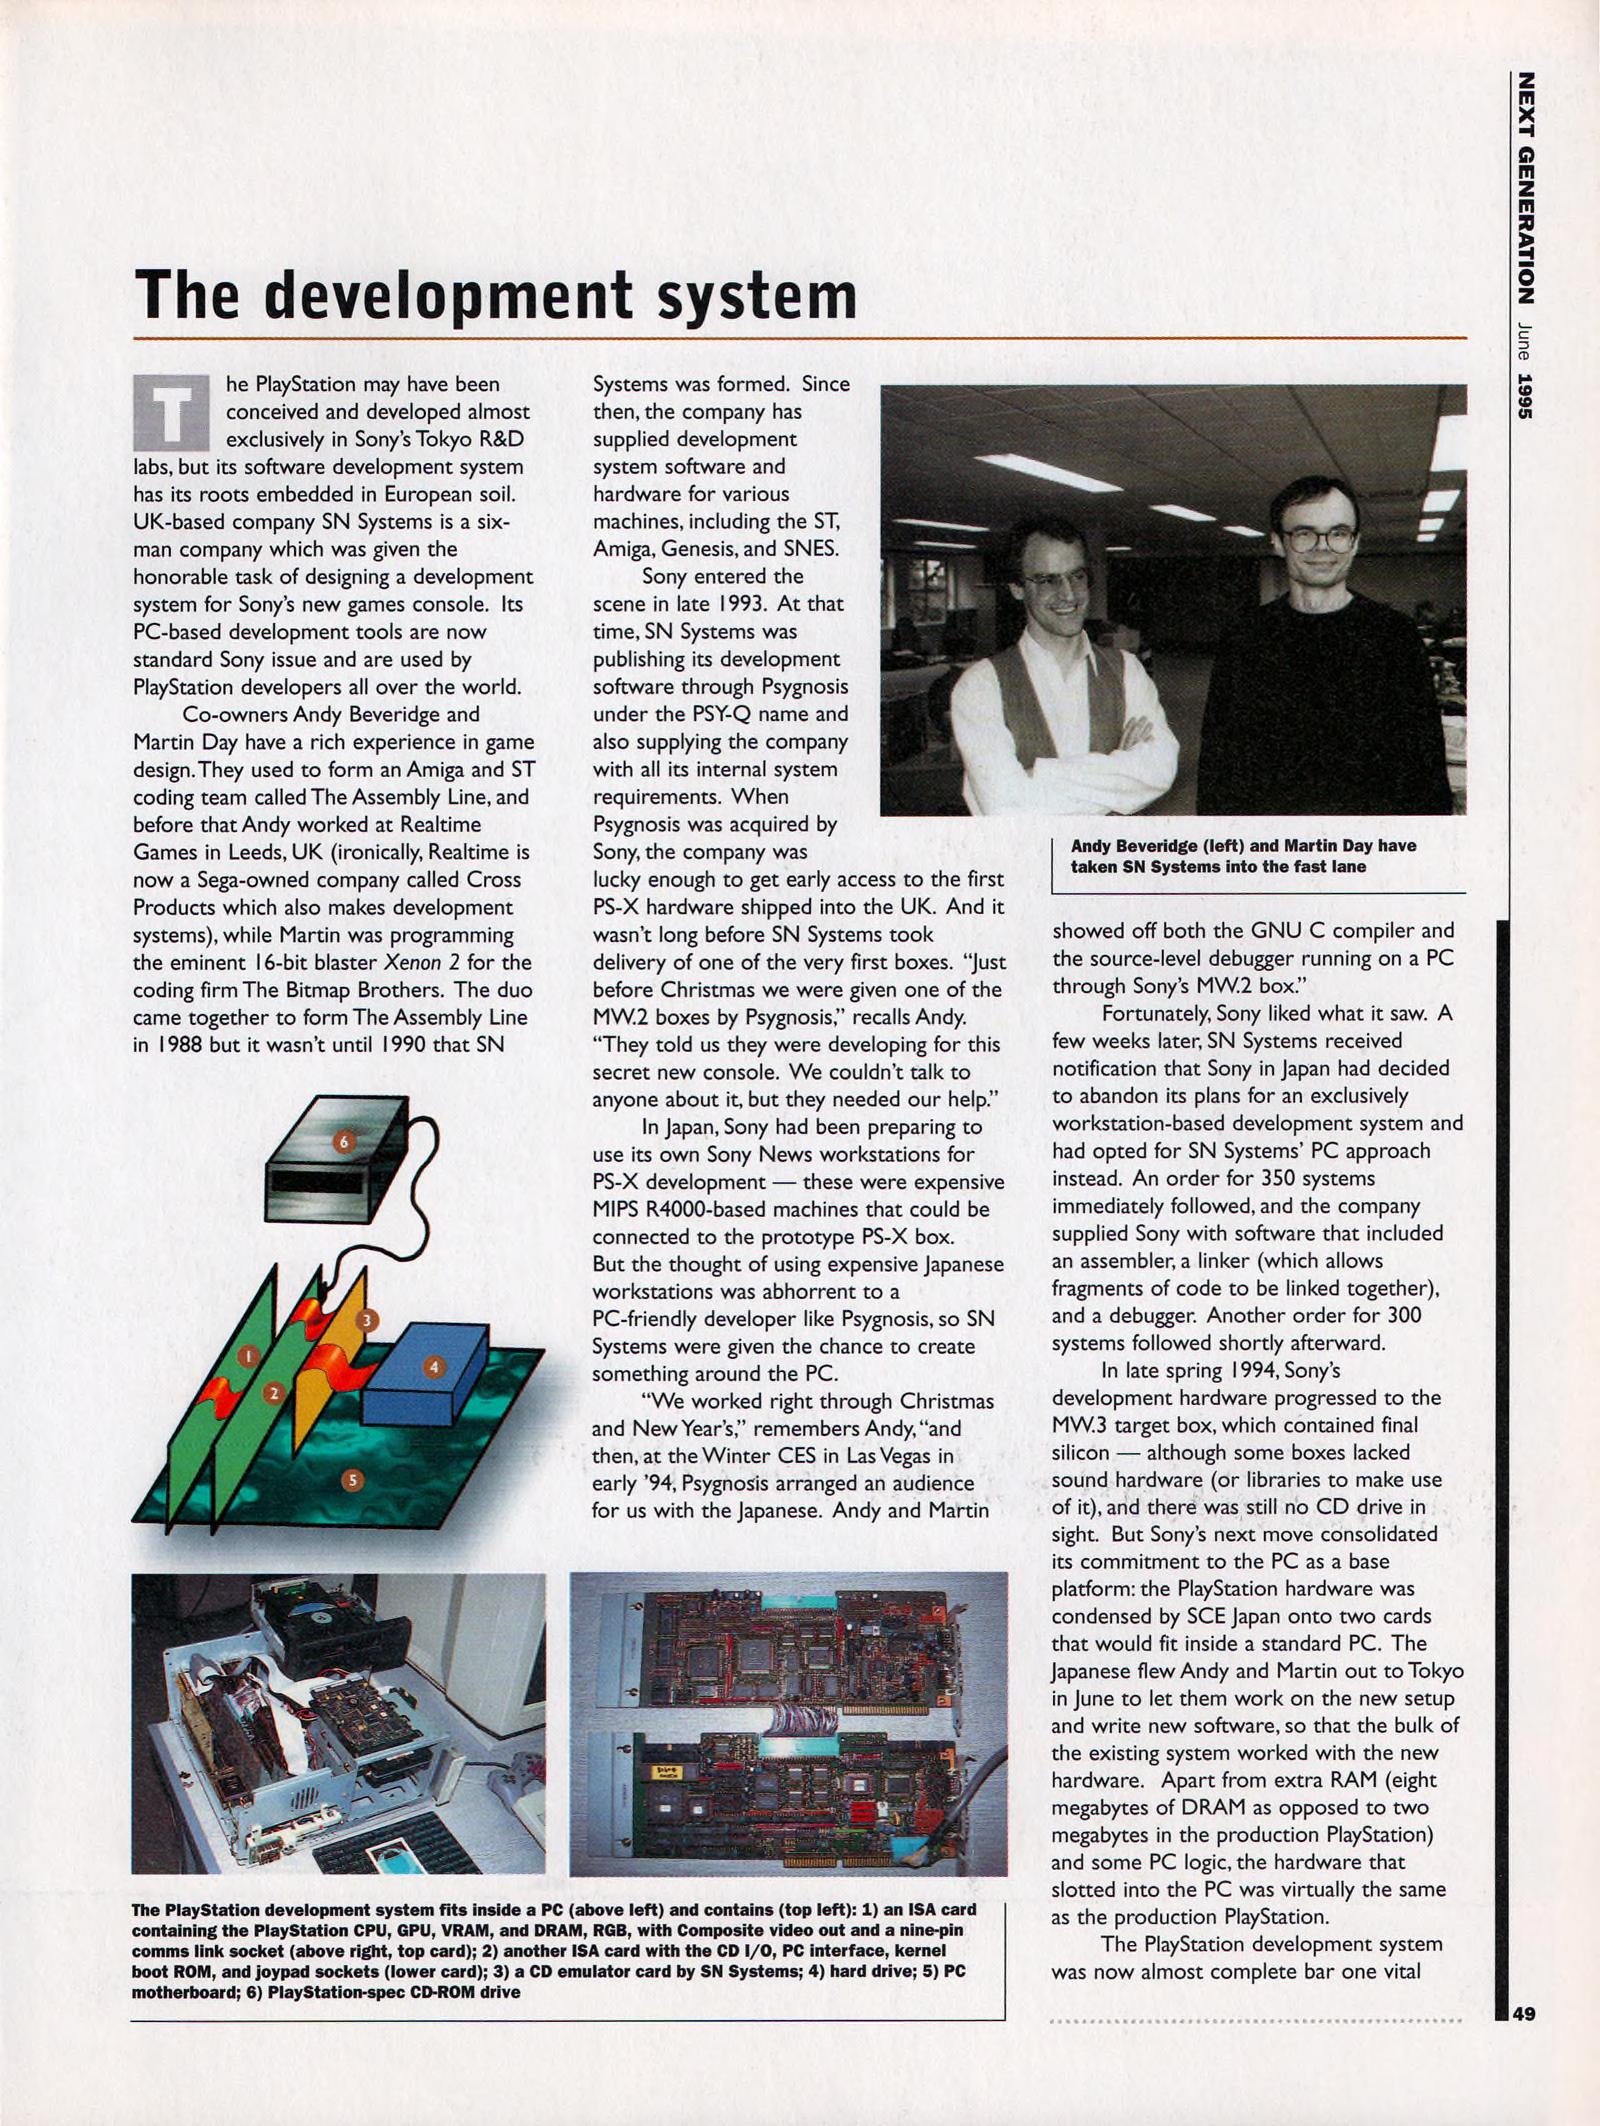 NEXT GENERATION June 1995
The development system
The PlayStation may have been
conceived and developed almost
exclusively in Sony's Tokyo R&D
labs, but its software development system
has its roots embedded in European soil.
UK-based company SN Systems is a six-
man company which was given the
honorable task of designing a development
system for Sony's new games console. Its
PC-based development tools are now
standard Sony issue and are used by
PlayStation developers all over the world.
Co-owners Andy Beveridge and
Martin Day have a rich experience in game
design. They used to form an Amiga and ST
coding team called The Assembly Line, and
before that Andy worked at Realtime
Games in Leeds, UK (ironically, Realtime is
now a Sega-owned company called Cross
Products which also makes development
systems), while Martin was programming
the eminent 16-bit blaster Xenon 2 for the
coding firm The Bitmap Brothers. The duo
came together to form The Assembly Line
in 1988 but it wasn't until 1990 that SN
Systems was formed. Since
then, the company has
supplied development
system software and
hardware for various
machines, including the ST,
Amiga, Genesis, and SNES.
Sony entered the
scene in late 1993. At that
time, SN Systems was
publishing its development
software through Psygnosis
under the PSY-Q name and
also supplying the company
with all its internal system
requirements. When
Psygnosis was acquired by
Sony, the company was
lucky enough to get early access to the first
PS-X hardware shipped into the UK. And it
wasn't long before SN Systems took
delivery of one of the very first boxes. "Just
before Christmas we were given one of the
MW.2 boxes by Psygnosis," recalls Andy.
"They told us they were developing for this
secret new console. We couldn't talk to
anyone about it, but they needed our help."
In Japan, Sony had been preparing to
use its own Sony News workstations for
PS-X development — these were expensive
MIPS R4000-based machines that could be
connected to the prototype PS-X box.
But the thought of using expensive Japanese
workstations was abhorrent to a
PC-friendly developer like Psygnosis, so SN
Systems were given the chance to create
something around the PC.
"We worked right through Christmas
and New Year's," remembers Andy, "and
then, at the Winter CES in Las Vegas in
early '94, Psygnosis arranged an audience
for us with the Japanese. Andy and Martin
Andy Beveridge (left) and Martin Day have
taken SN Systems into the fast lane
showed off both the GNU C compiler and
the source-level debugger running on a PC
through Sony's MW.2 box."
Fortunately, Sony liked what it saw. A
few weeks later, SN Systems received
notification that Sony in Japan had decided
to abandon its plans for an exclusively
workstation-based development system and
had opted for SN Systems' PC approach
instead. An order for 350 systems
immediately followed, and the company
supplied Sony with software that included
an assembler, a linker (which allows
fragments of code to be linked together),
and a debugger. Another order for 300
systems followed shortly afterward.
In late spring 1994, Sony's
development hardware progressed to the
MW.3 target box, which contained final
silicon — although some boxes lacked
sound hardware (or libraries to make use
of it), and there was still no CD drive in
sight. But Sony's next move consolidated
its commitment to the PC as a base
platform: the PlayStation hardware was
condensed by SCE Japan onto two cards
that would fit inside a standard PC. The
Japanese flew Andy and Martin out to Tokyo
in June to let them work on the new setup
and write new software, so that the bulk of
the existing system worked with the new
hardware. Apart from extra RAM (eight
megabytes of DRAM as opposed to two
megabytes in the production PlayStation)
and some PC logic, the hardware that
slotted into the PC was virtually the same
as the production PlayStation.
The PlayStation development system
was now almost complete bar one vital
6
3
1
4
2
5
The PlayStation development system fits inside a PC (above left) and contains (top left): 1) an ISA card
containing the PlayStation CPU, GPU, VRAM, and DRAM, RGB, with Composite video out and a nine-pin
comms link socket (above right, top card); 2) another ISA card with the CD I/O, PC interface, kernel
boot ROM, and joypad sockets (lower card); 3) a CD emulator card by SN Systems; 4) hard drive; 5) PC
motherboard; 6) PlayStation-spec CD-ROM drive
49